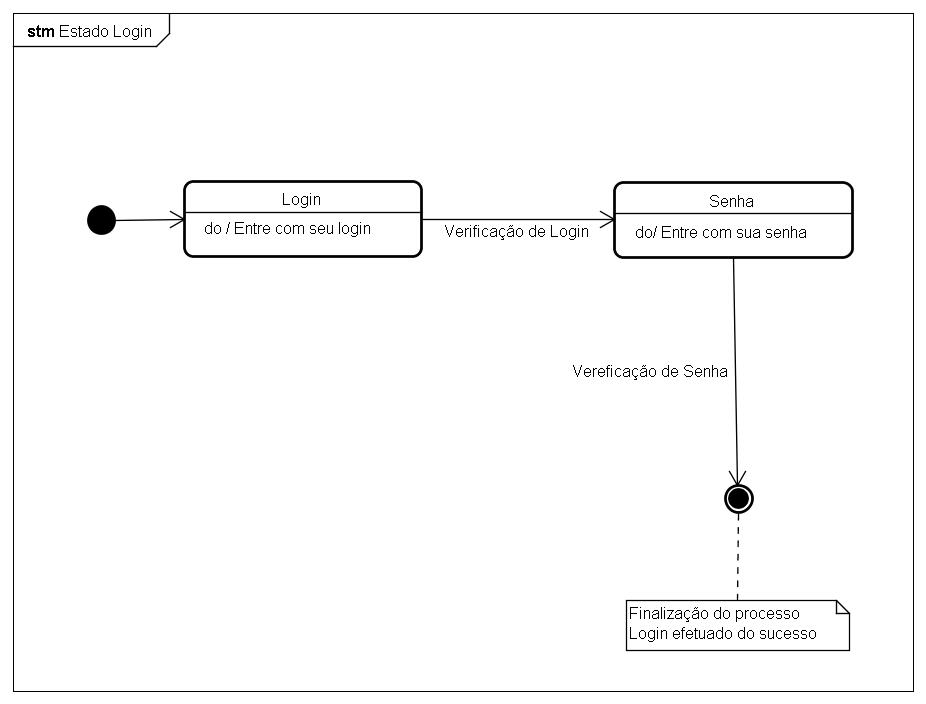 stm Estado Login
Login
do / Entre com seu login
Verificação de Login
Senha
do/ Entre com sua senha
Vereficação de Senha
Finalização do processo
Login efetuado do sucesso